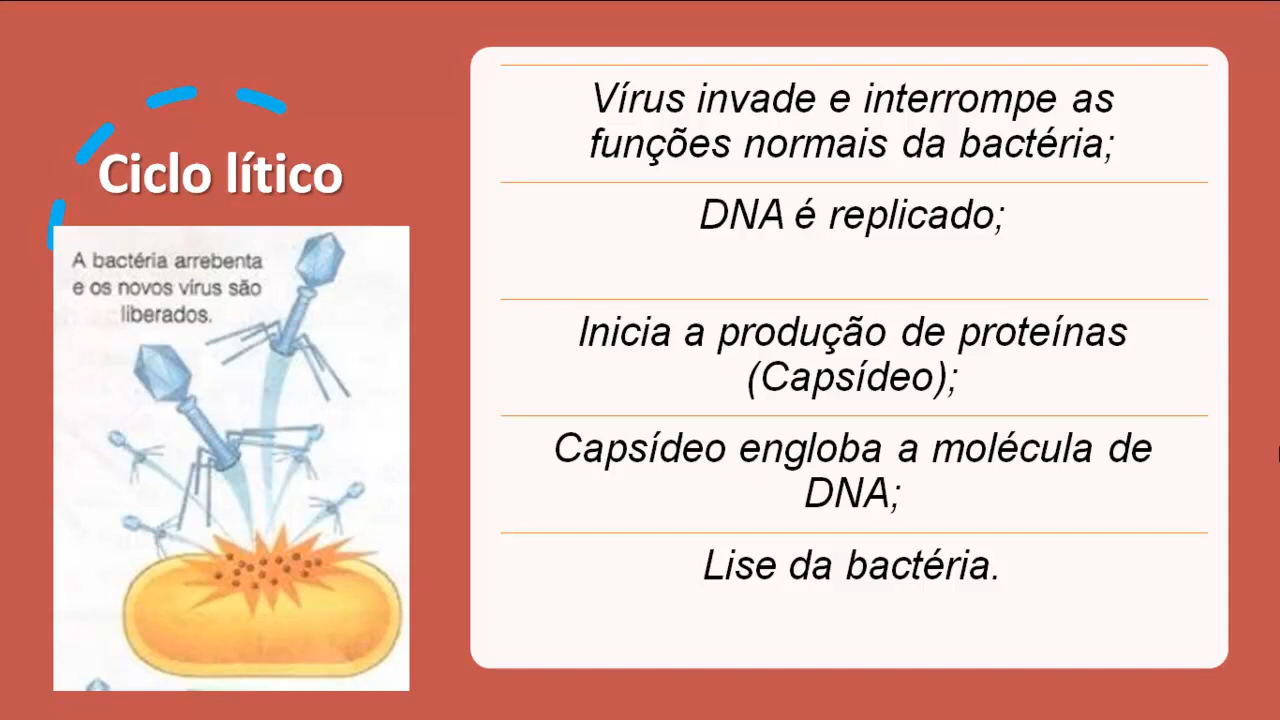 Ciclo lítico
A bactéria arrebenta
e os novos vírus são
liberados.
Vírus invade e interrompe as
funções normais da bactéria;
DNA é replicado;
Inicia a produção de proteínas
(Capsídeo);
Capsídeo engloba a molécula de
DNA;
Lise da bactéria.